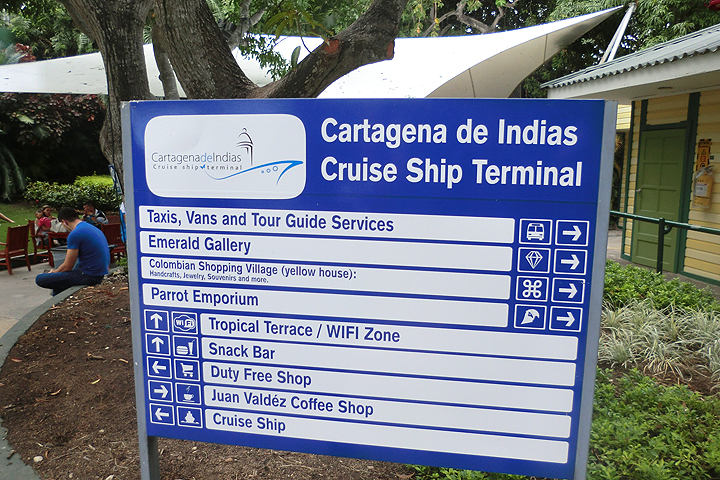 CartagenadeIndias
Cruise ship terminal
Cartagena de Indias
Cruise Ship Terminal
Taxis, Vans and Tour Guide Services
Emerald Gallery
Colombian Shopping Village (yellow house):
Handcrafts, Jewelry, Souvenirs and more.
Parrot Emporium
WiFi Tropical Terrace / WIFI Zone
Snack Bar
Duty Free Shop
Juan Valdéz Coffee Shop
Cruise Ship